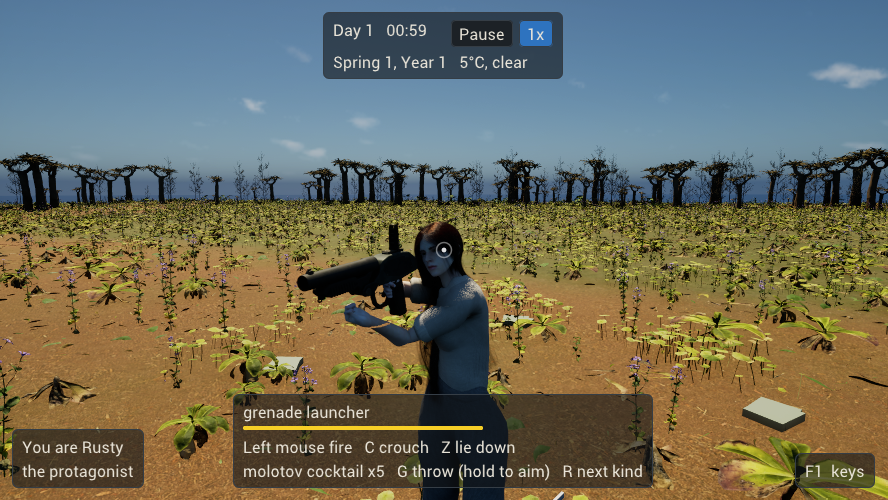 Day 1 00:59 Pause 1x
Spring 1, Year 1 5°C, clear
grenade launcher
Left mouse fire C crouch Z lie down
molotov cocktail x5 G throw (hold to aim) R next kind
You are Rusty
the protagonist
F1 keys